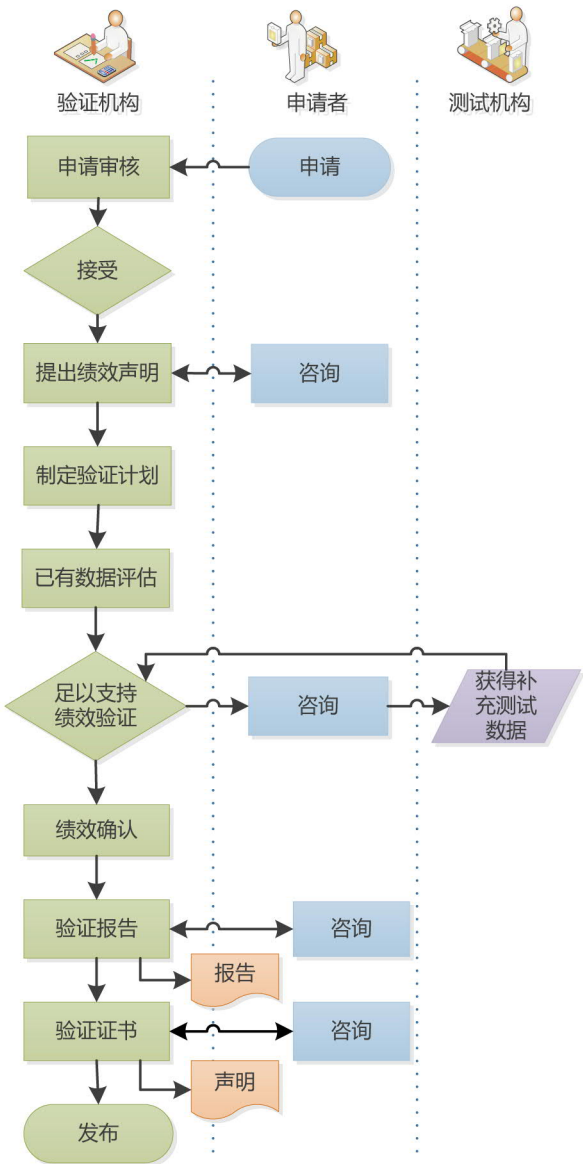 验证机构
申请者
测试机构
申请审核
申请
接受
提出绩效声明
咨询
制定验证计划
已有数据评估
足以支持
绩效验证
咨询
获得补
充测试
数据
绩效确认
验证报告
咨询
报告
验证证书
咨询
声明
发布